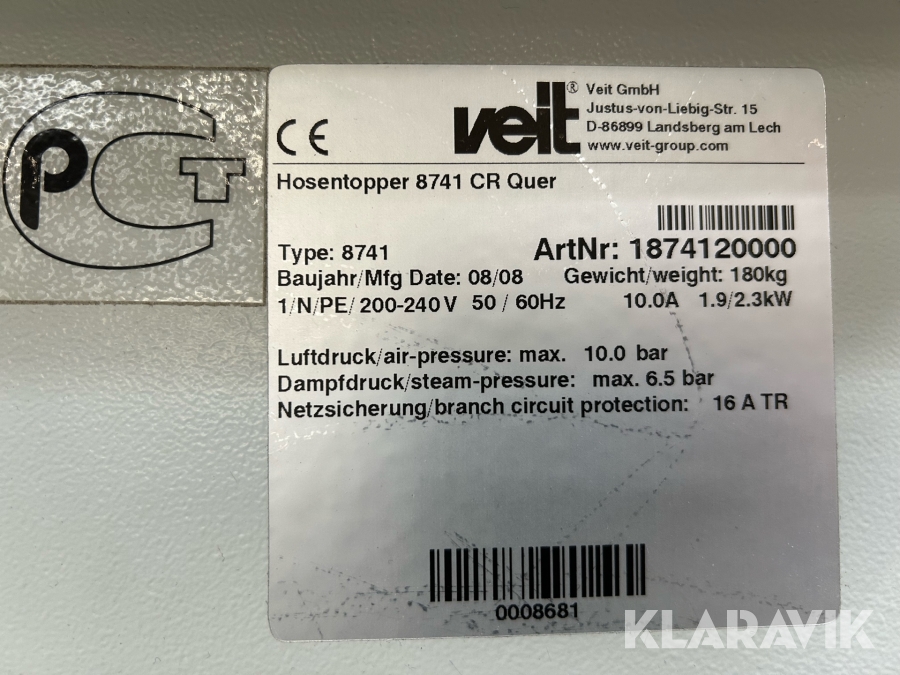 PCT
CE
veit®
Veit GmbH
Justus-von-Liebig-Str. 15
D-86899 Landsberg am Lech
www.veit-group.com
Hosentopper 8741 CR Quer
Type: 8741
ArtNr: 1874120000
Baujahr/Mfg Date: 08/08
Gewicht/weight: 180kg
1/N/PE/ 200-240 V 50 / 60Hz 10.0A 1.9/2.3kW
Luftdruck/air-pressure: max. 10.0 bar
Dampfdruck/steam-pressure: max. 6.5 bar
Netzsicherung/branch circuit protection: 16 A TR
0008681
KLARAVIK